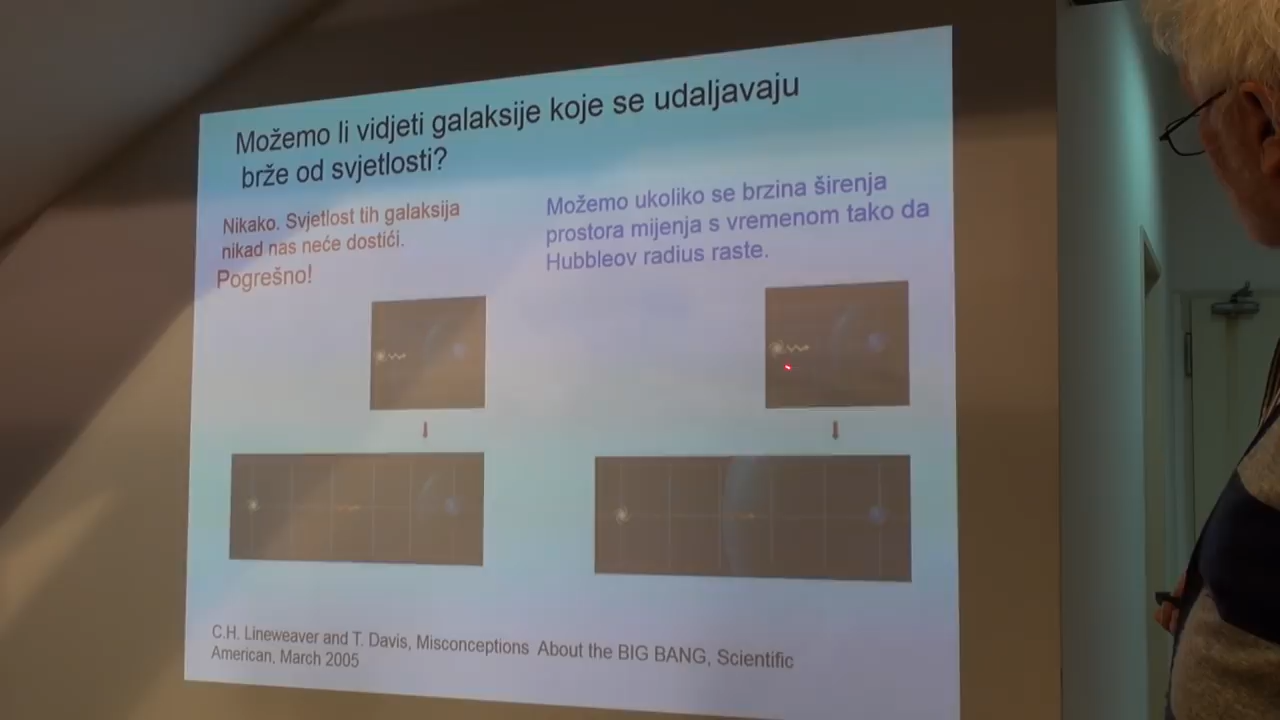 Možemo li vidjeti galaksije koje se udaljavaju
brže od svjetlosti?
Nikako. Svjetlost tih galaksija
nikad nas neće dostići.
Pogrešno!
Možemo ukoliko se brzina širenja
prostora mijenja s vremenom tako da
Hubbleov radius raste.
C.H. Lineweaver and T. Davis, Misconceptions About the BIG BANG, Scientific
American, March 2005